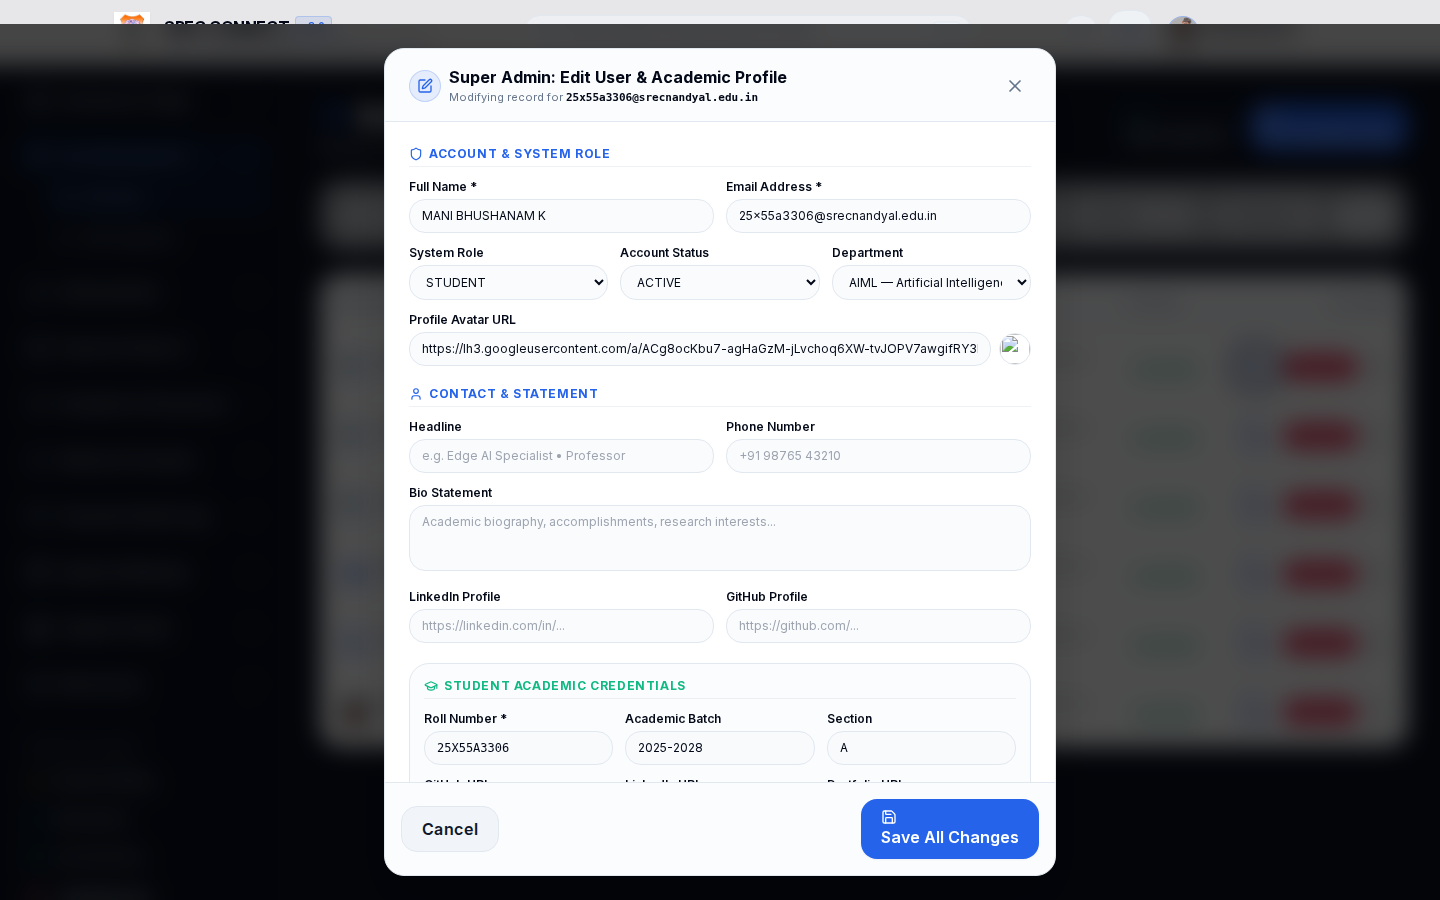 Super Admin: Edit User & Academic Profile
Modifying record for 25x55a3306@srecnandyal.edu.in
ACCOUNT & SYSTEM ROLE
Full Name *
Email Address *
MANI BHUSHANAM K
25x55a3306@srecnandyal.edu.in
System Role
Account Status
Department
STUDENT
ACTIVE
AIML — Artificial Intelligenc
Profile Avatar URL
https://lh3.googleusercontent.com/a/ACg8ocKbu7-agHaGzM-jLvchoq6XW-tvJOPV7awgifRY3
CONTACT & STATEMENT
Headline
Phone Number
e.g. Edge AI Specialist • Professor
+91 98765 43210
Bio Statement
Academic biography, accomplishments, research interests...
LinkedIn Profile
GitHub Profile
https://linkedin.com/in/...
https://github.com/...
STUDENT ACADEMIC CREDENTIALS
Roll Number *
Academic Batch
Section
25X55A3306
2025-2028
A
Cancel
Save All Changes